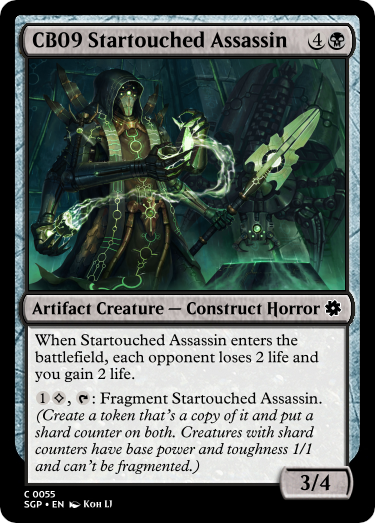 CB09 Startouched Assassin 4
Artifact Creature — Construct Horror
When Startouched Assassin enters the
battlefield, each opponent loses 2 life and
you gain 2 life.
1 , : Fragment Startouched Assassin.
(Create a token that's a copy of it and put a
shard counter on both. Creatures with shard
counters have base power and toughness 1/1
and can't be fragmented.)
3/4
C 0055
SGP • EN Koh LJ